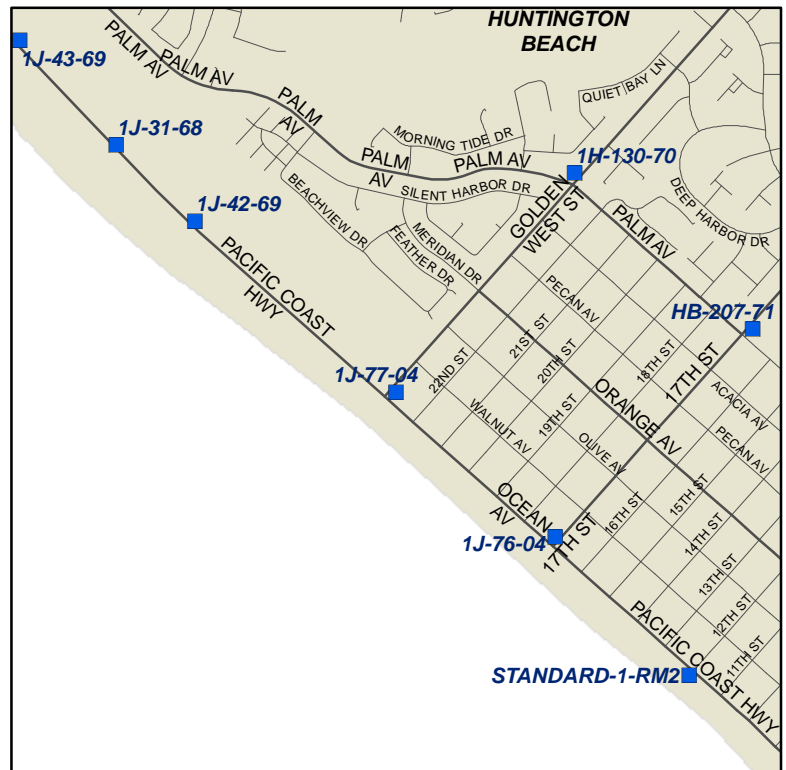 HUNTINGTON
BEACH
1J-43-69
PALM AV
PALM AV
QUIET BAY LN
PALM
AV
1J-31-68
MORNING TIDE DR
PALM
AV
PALM AV
1H-130-70
SILENT HARBOR DR
DEEP HARBOR DR
BEACHVIEW DR
1J-42-69
GOLDEN
WEST ST
PALM AV
MERIDIAN DR
FEATHER DR
PACIFIC COAST
HWY
PECAN AV
HB-207-71
21ST ST
20TH ST
18TH ST
17TH ST
22ND ST
1J-77-04
ORANGE AV
ACACIA AV
19TH ST
WALNUT AV
OLIVE AV
PECAN AV
OCEAN
AV
15TH ST
16TH ST
1J-76-04
17TH ST
14TH ST
13TH ST
12TH ST
11TH ST
PACIFIC COAST HWY
STANDARD-1-RM2